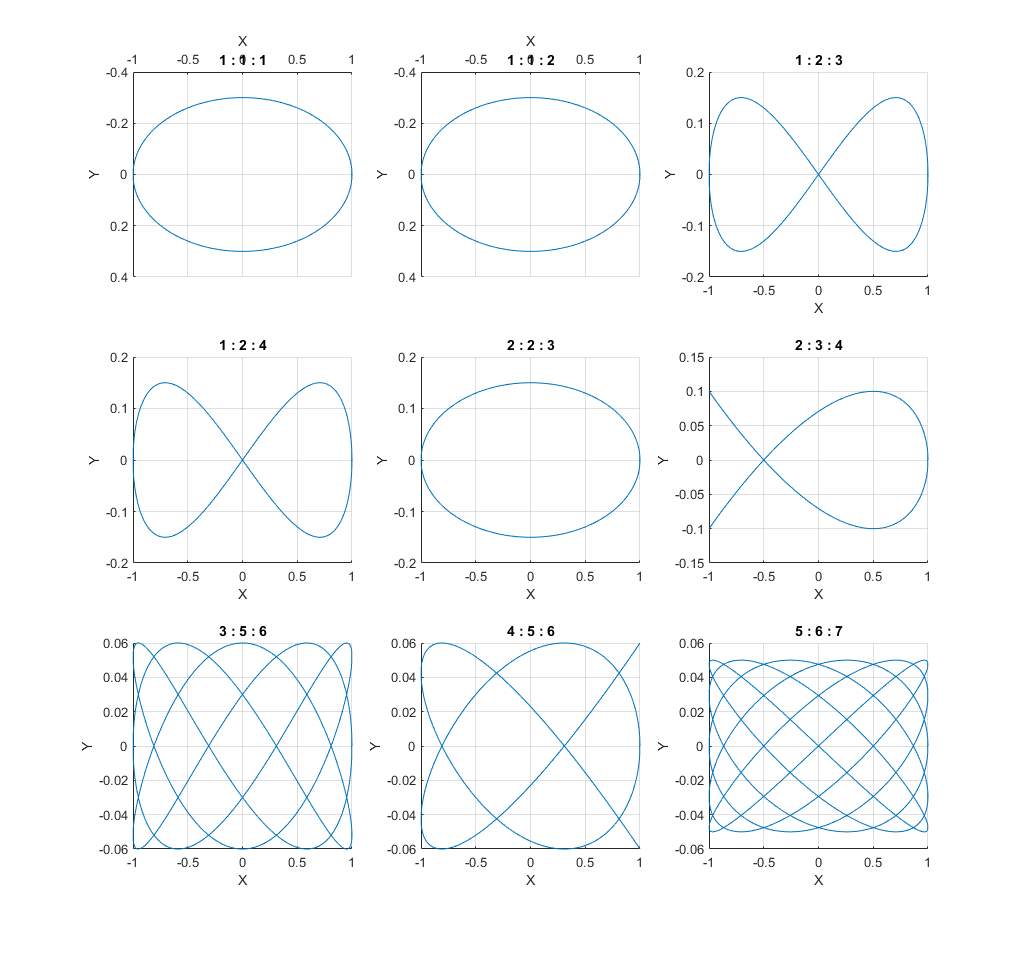 X X
-1 -0.5 0 0.5 1 -1 -0.5 0 0.5 1
1 : 1 : 1 1 : 1 : 2 1 : 2 : 3
-0.4 -0.4 0.2
-0.2 -0.2 0.1
Y 0 Y 0 Y 0
0.2 0.2 -0.1
0.4 0.4 -0.2
-1 -0.5 0 0.5 1
X
1 : 2 : 4 2 : 2 : 3 2 : 3 : 4
0.2 0.2 0.15
0.1 0.1 0.1
0.05
Y 0 Y 0 Y 0
-0.05
-0.1 -0.1 -0.1
-0.2 -0.2 -0.15
-1 -0.5 0 0.5 1 -1 -0.5 0 0.5 1 -1 -0.5 0 0.5 1
X X X
3 : 5 : 6 4 : 5 : 6 5 : 6 : 7
0.06 0.06 0.06
0.04 0.04 0.04
0.02 0.02 0.02
Y 0 Y 0 Y 0
-0.02 -0.02 -0.02
-0.04 -0.04 -0.04
-0.06 -0.06 -0.06
-1 -0.5 0 0.5 1 -1 -0.5 0 0.5 1 -1 -0.5 0 0.5 1
X X X